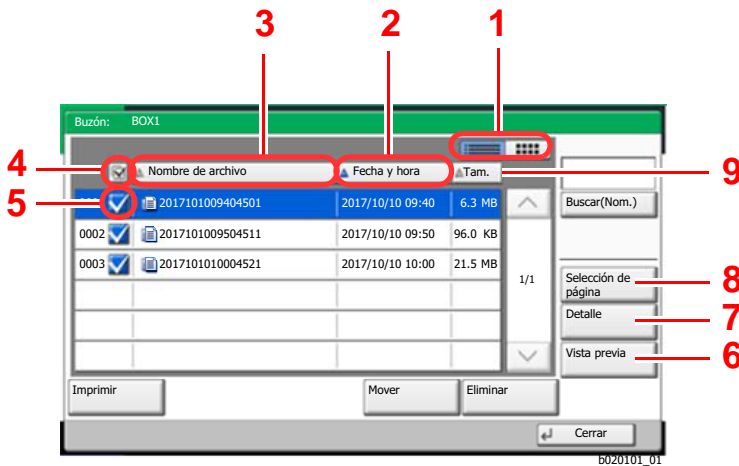 3 2 1
Buzón: BOX1
4 Nombre de archivo Fecha y hora Tam. 9
5 2017101009404501 2017/10/10 09:40 6.3 MB Buscar(Nom.)
0002 2017101009504511 2017/10/10 09:50 96.0 KB
0003 2017101010004521 2017/10/10 10:00 21.5 MB
1/1
Selección de 8
página
Detalle 7
Vista previa 6
Imprimir Mover Eliminar
Cerrar
b020101_01